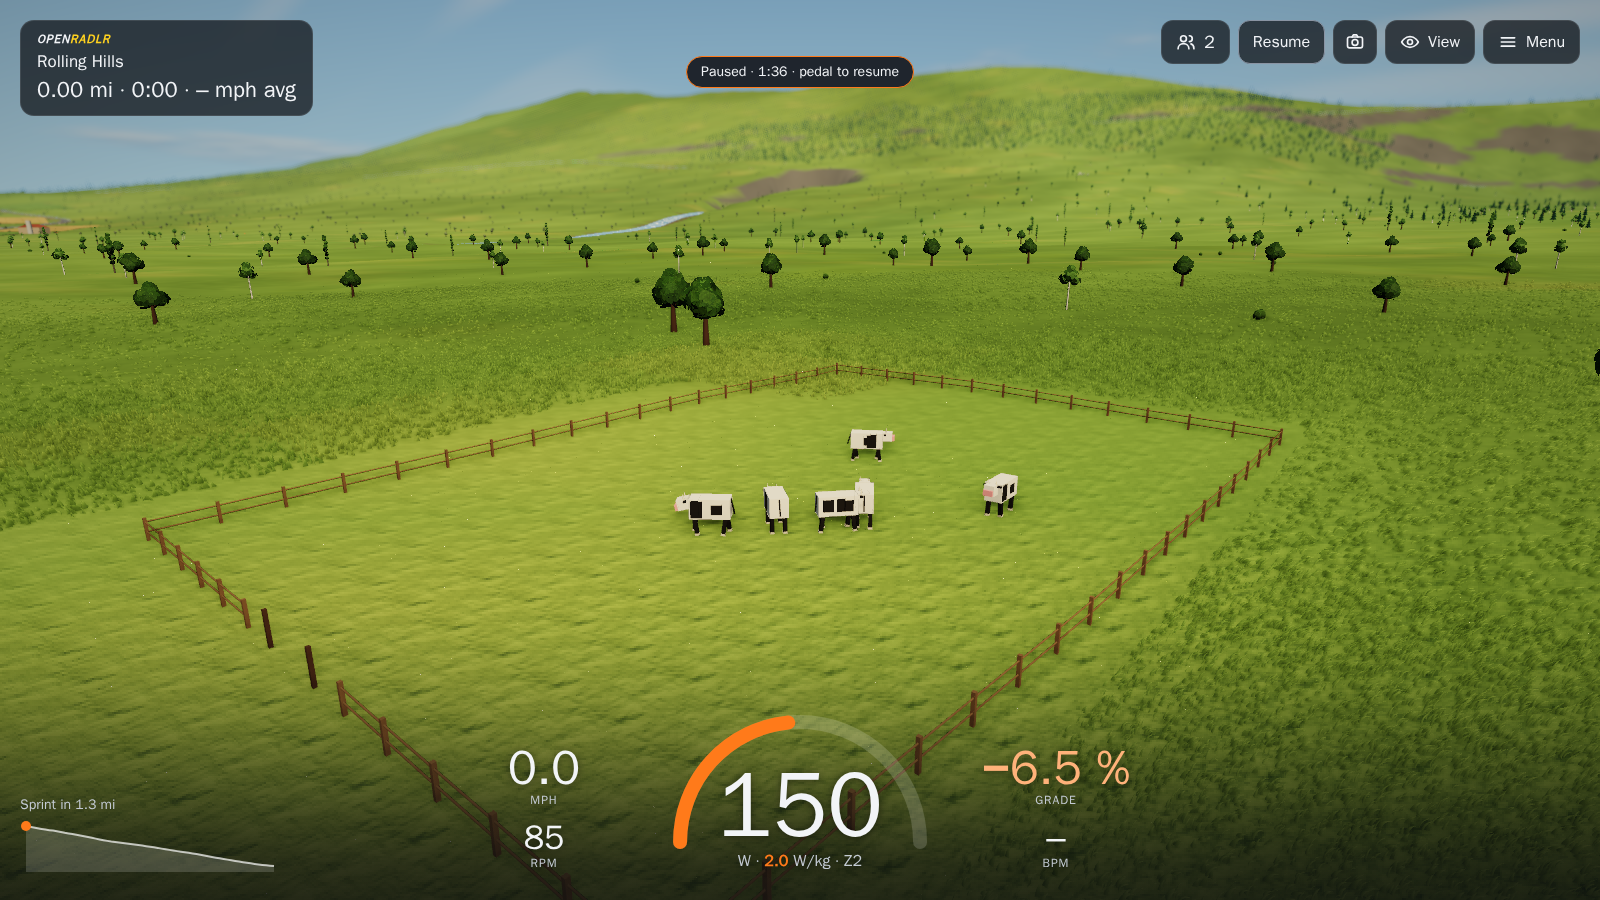 OPENRADLR
Rolling Hills
0.00 mi · 0:00 · – mph avg
Paused · 1:36 · pedal to resume
2
Resume
View
Menu
Sprint in 1.3 mi
0.0
MPH
85
RPM
150
W · 2.0 W/kg · Z2
–6.5 %
GRADE
–
BPM